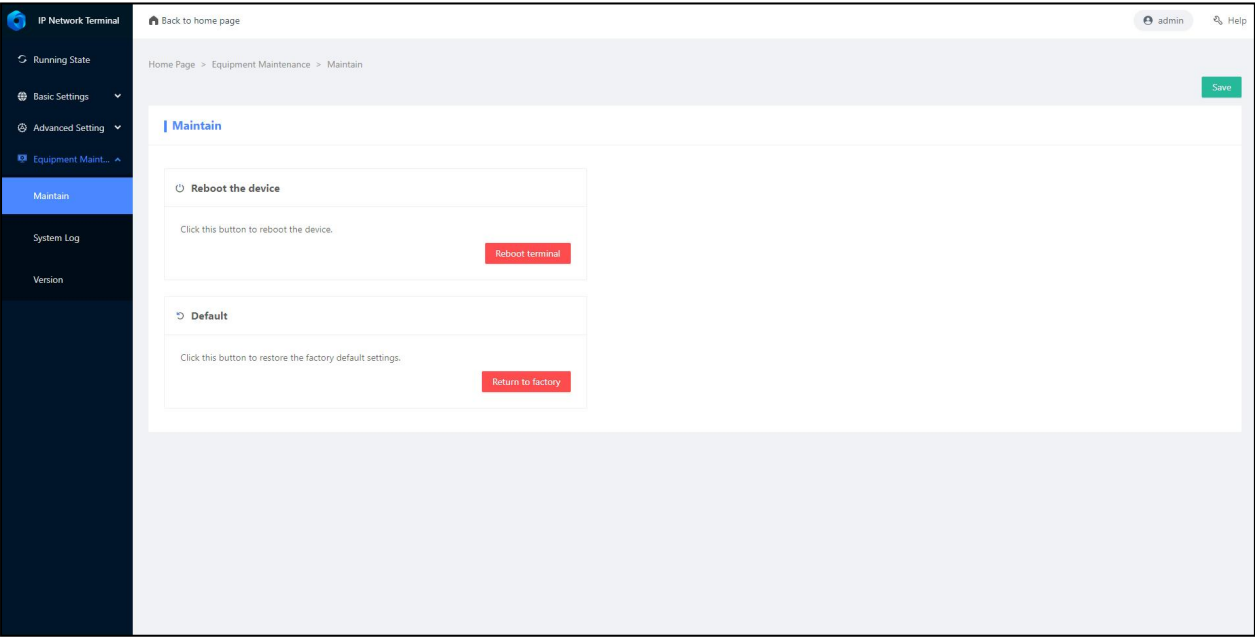 IP Network Terminal
Back to home page
admin
Help
Running State
Basic Settings
Advanced Setting
Equipment Maint...
Maintain
System Log
Version
Home Page > Equipment Maintenance > Maintain
Save
Maintain
Reboot the device
Click this button to reboot the device.
Reboot terminal
Default
Click this button to restore the factory default settings.
Return to factory